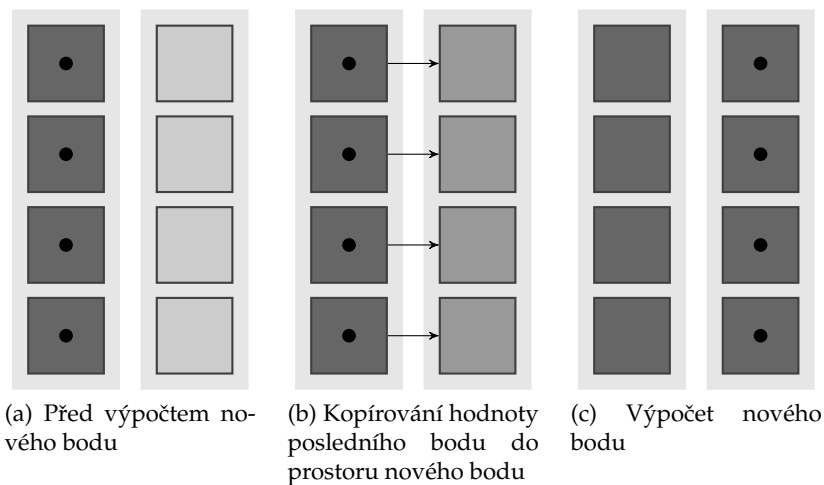 (a) Před výpočtem no-
vého bodu
(b) Kopírování hodnoty
posledního bodu do
prostoru nového bodu
(c) Výpočet nového
bodu